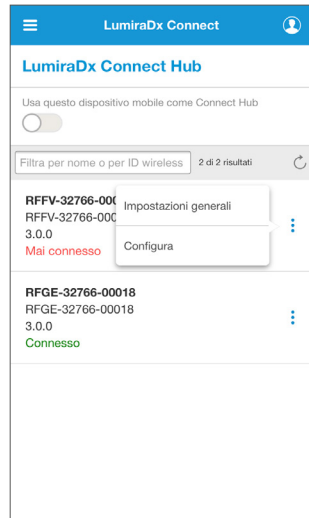 LumiraDx Connect
LumiraDx Connect Hub
Usa questo dispositivo mobile come Connect Hub
Filtra per nome o per ID wireless
2 di 2 risultati
RFFV-32766-000
RFFV-32766-000
3.0.0
Mai connesso
Impostazioni generali
Configura
RFGE-32766-00018
RFGE-32766-00018
3.0.0
Connesso